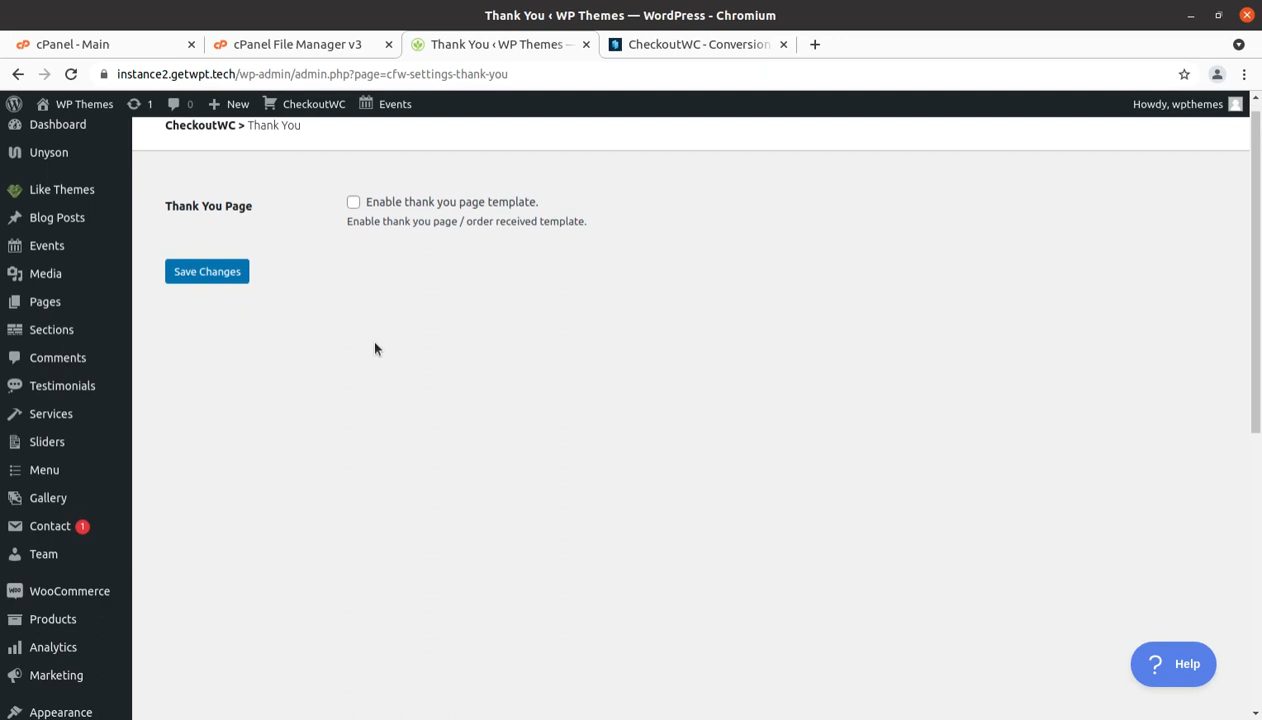 Thank You ‹ WP Themes — WordPress - Chromium
cPanel - Main
cPanel File Manager v3
Thank You ‹ WP Themes —
CheckoutWC - Conversion
instance2.getwpt.tech/wp-admin/admin.php?page=cfw-settings-thank-you
WP Themes
1
0
New
CheckoutWC
Events
Howdy, wpthemes
Dashboard
Unyson
Like Themes
Blog Posts
Events
Media
Pages
Sections
Comments
Testimonials
Services
Sliders
Menu
Gallery
Contact 1
Team
WooCommerce
Products
Analytics
Marketing
Appearance
CheckoutWC > Thank You
Thank You Page
Enable thank you page template.
Enable thank you page / order received template.
Save Changes
? Help